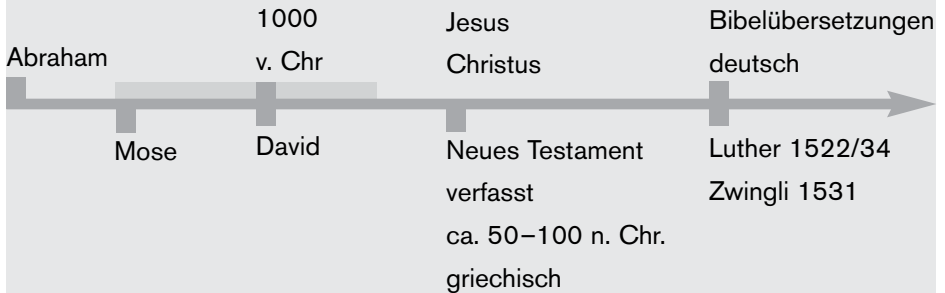 Abraham
1000
v. Chr
Jesus
Christus
Bibelübersetzungen
deutsch
Mose
David
Neues Testament
verfasst
ca. 50–100 n. Chr.
griechisch
Luther 1522/34
Zwingli 1531